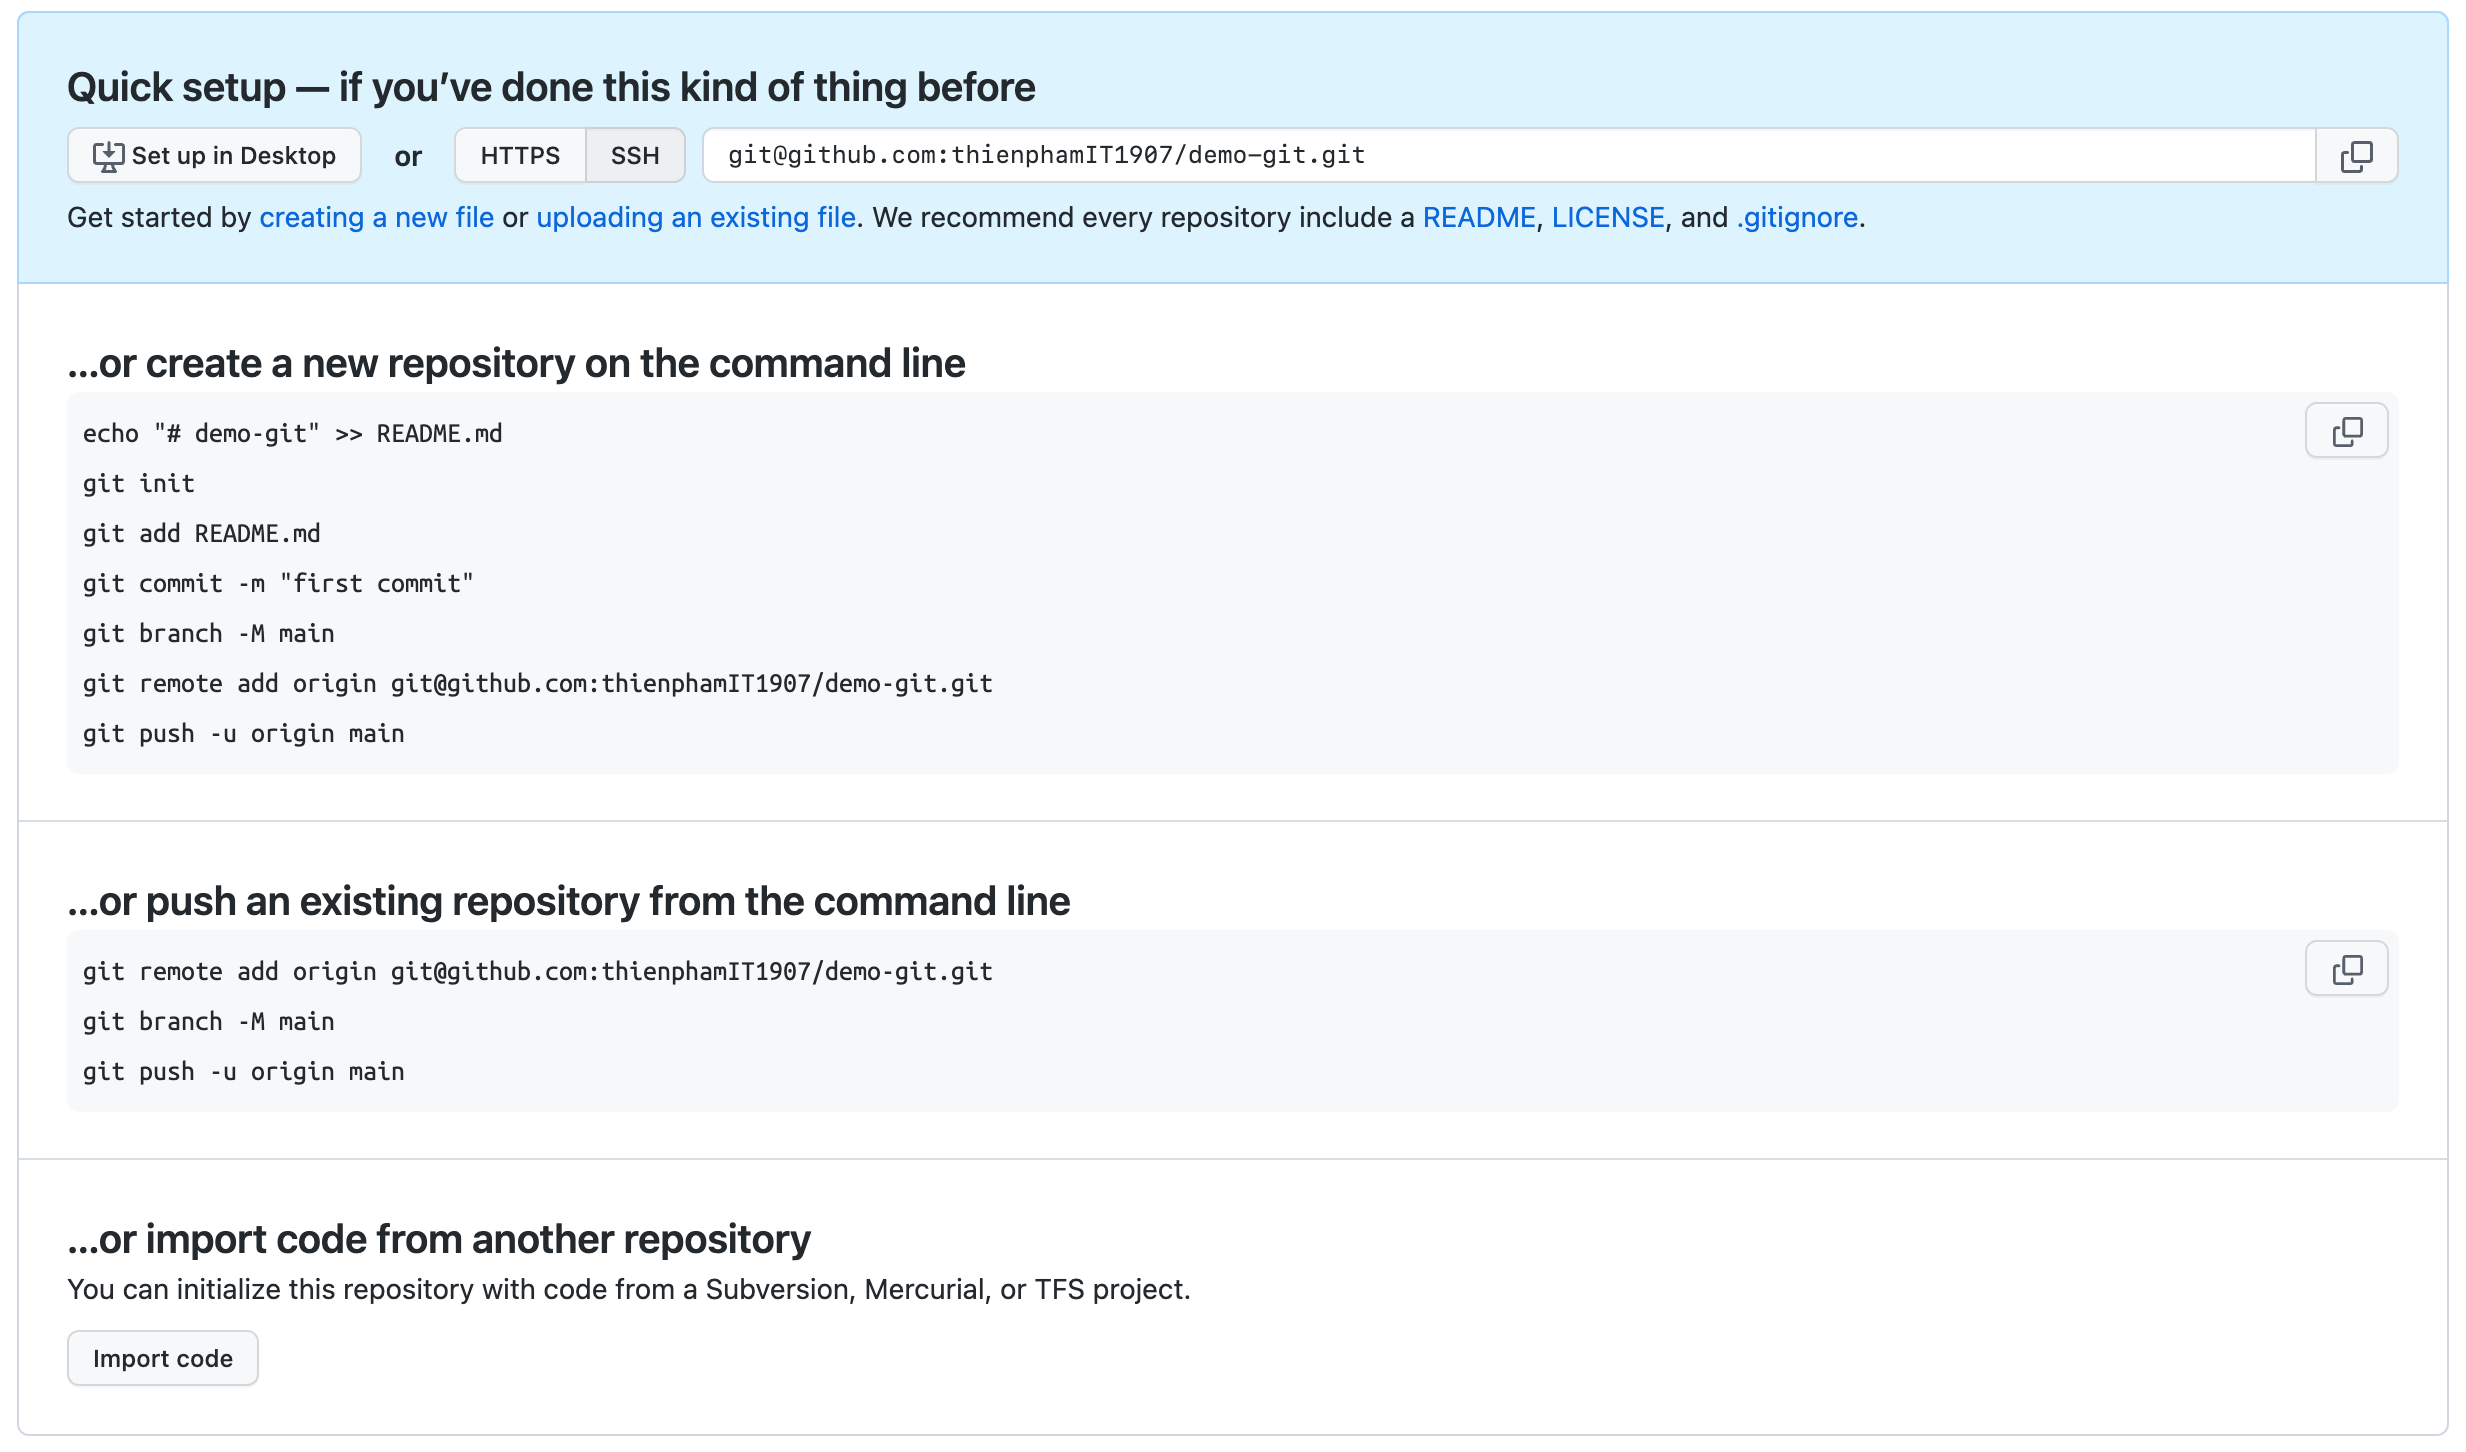 Quick setup — if you’ve done this kind of thing before
Set up in Desktop or HTTPS SSH git@github.com:thienphamIT1907/demo-git.git
Get started by creating a new file or uploading an existing file. We recommend every repository include a README, LICENSE, and .gitignore.
...or create a new repository on the command line
echo "# demo-git" >> README.md
git init
git add README.md
git commit -m "first commit"
git branch -M main
git remote add origin git@github.com:thienphamIT1907/demo-git.git
git push -u origin main
...or push an existing repository from the command line
git remote add origin git@github.com:thienphamIT1907/demo-git.git
git branch -M main
git push -u origin main
...or import code from another repository
You can initialize this repository with code from a Subversion, Mercurial, or TFS project.
Import code